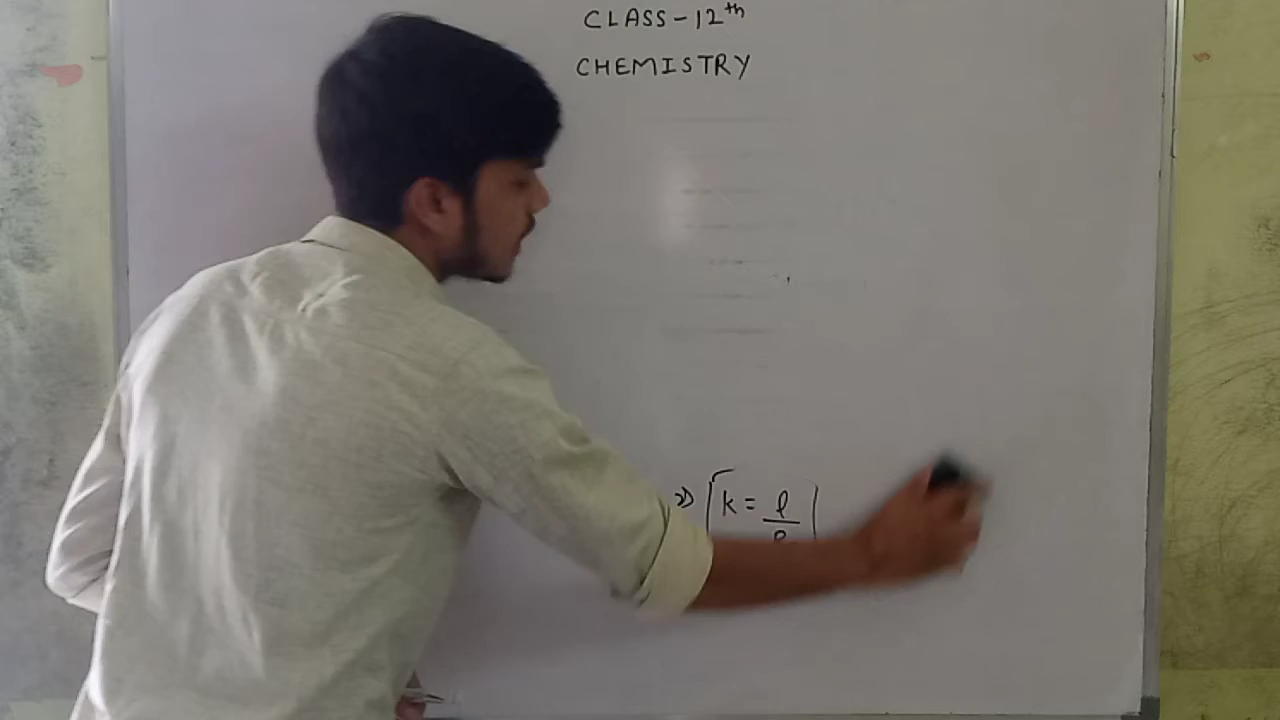 CLASS-12th
CHEMISTRY
⇒ k = l